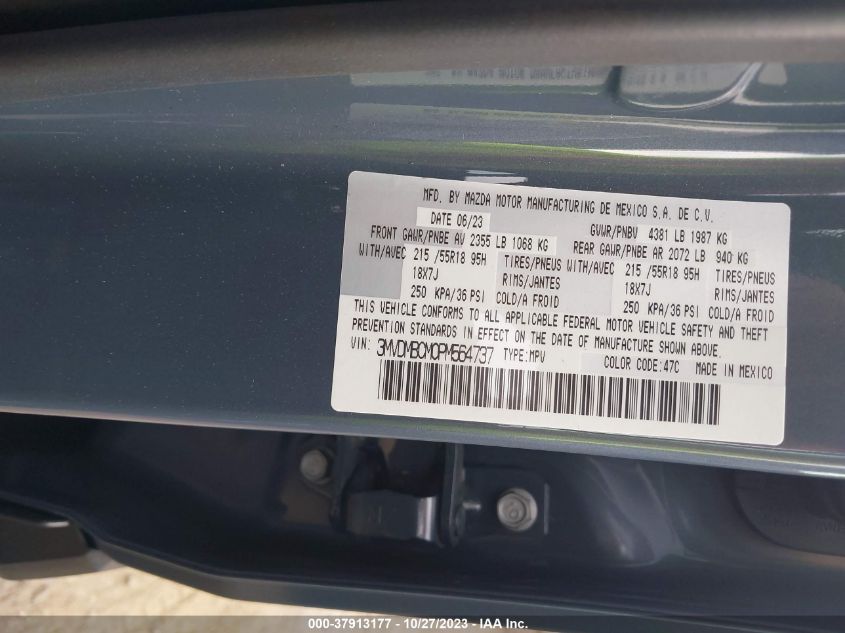 MFD. BY MAZDA MOTOR MANUFACTURING DE MEXICO S.A. DE C.V.
DATE 06/23 GVWR/PNBV 4381 LB 1987 KG
FRONT GAWR/PNBE AV 2355 LB 1068 KG REAR GAWR/PNBE AR 2072 LB 940 KG
WITH/AVEC 215 /55R18 95H TIRES/PNEUS WITH/AVEC 215 /55R18 95H TIRES/PNEUS
18X7J RIMS/JANTES 18X7J RIMS/JANTES
250 KPA/36 PSI COLD/A FROID 250 KPA/36 PSI COLD/A FROID
THIS VEHICLE CONFORMS TO ALL APPLICABLE FEDERAL MOTOR VEHICLE SAFETY AND THEFT
PREVENTION STANDARDS IN EFFECT ON THE DATE OF MANUFACTURE SHOWN ABOVE.
VIN: 3MVDMBCM0PM564737 TYPE:MPV COLOR CODE:47C MADE IN MEXICO
000-37913177 - 10/27/2023 - IAAI.com